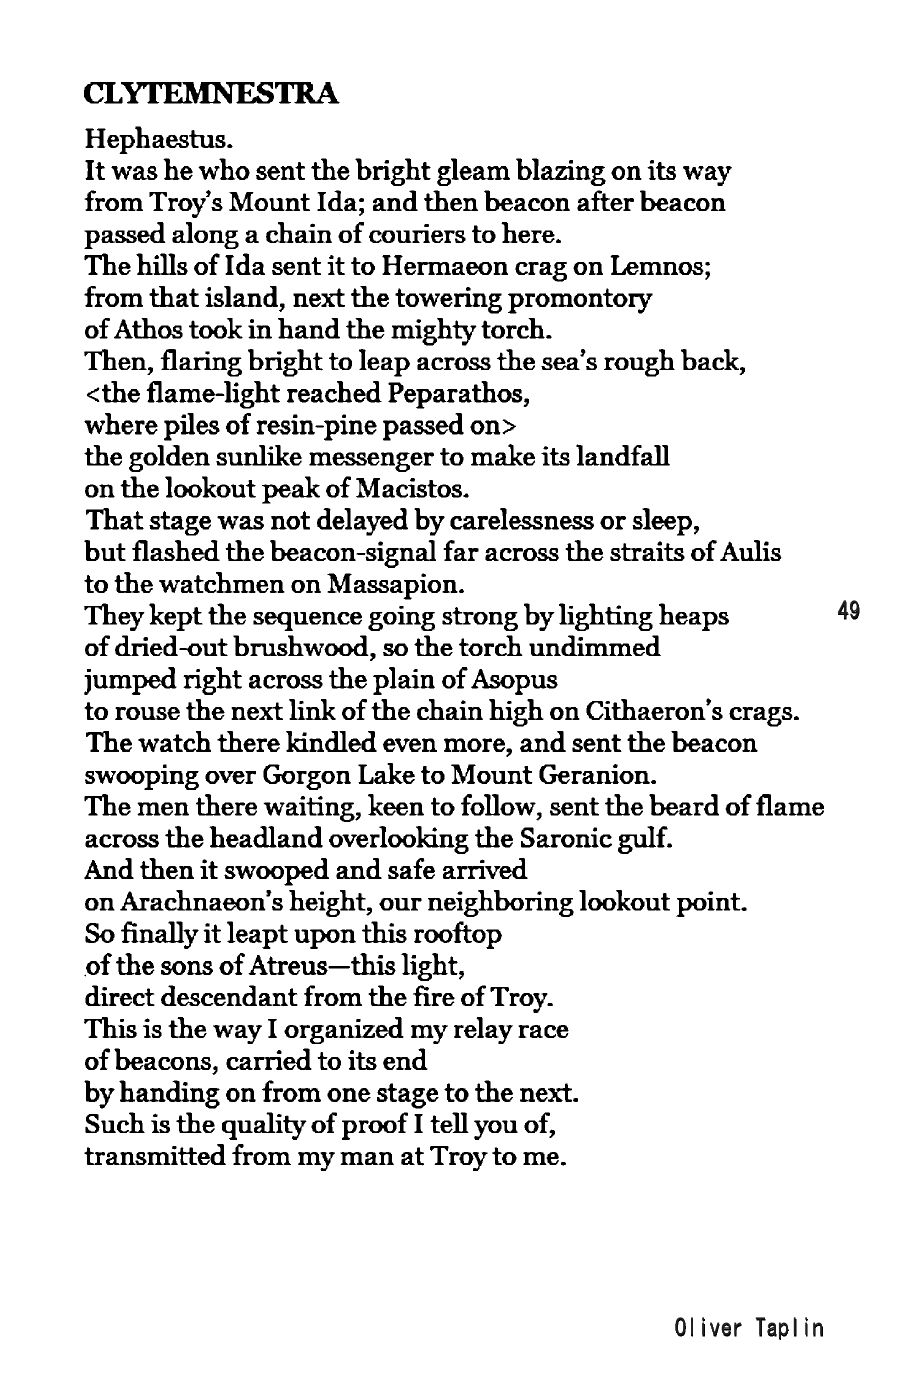 CLYTEMNESTRA
Hephaestus.
It was he who sent the bright gleam blazing on its way
from Troy’s Mount Ida; and then beacon after beacon
passed along a chain of couriers to here.
The hills of Ida sent it to Hermaeon crag on Lemnos;
from that island, next the towering promontory
of Athos took in hand the mighty torch.
Then, flaring bright to leap across the sea’s rough back,
<the flame-light reached Peparathos,
where piles of resin-pine passed on>
the golden sunlike messenger to make its landfall
on the lookout peak of Macistos.
That stage was not delayed by carelessness or sleep,
but flashed the beacon-signal far across the straits of Aulis
to the watchmen on Massapion.
They kept the sequence going strong by lighting heaps
49
of dried-out brushwood, so the torch undimmed
jumped right across the plain of Asopus
to rouse the next link of the chain high on Cithaeron’s crags.
The watch there kindled even more, and sent the beacon
swooping over Gorgon Lake to Mount Geranion.
The men there waiting, keen to follow, sent the beard of flame
across the headland overlooking the Saronic gulf.
And then it swooped and safe arrived
on Arachnaeon’s height, our neighboring lookout point.
So finally it leapt upon this rooftop
of the sons of Atreus—this light,
direct descendant from the fire of Troy.
This is the way I organized my relay race
of beacons, carried to its end
by handing on from one stage to the next.
Such is the quality of proof I tell you of,
transmitted from my man at Troy to me.
Oliver Taplin